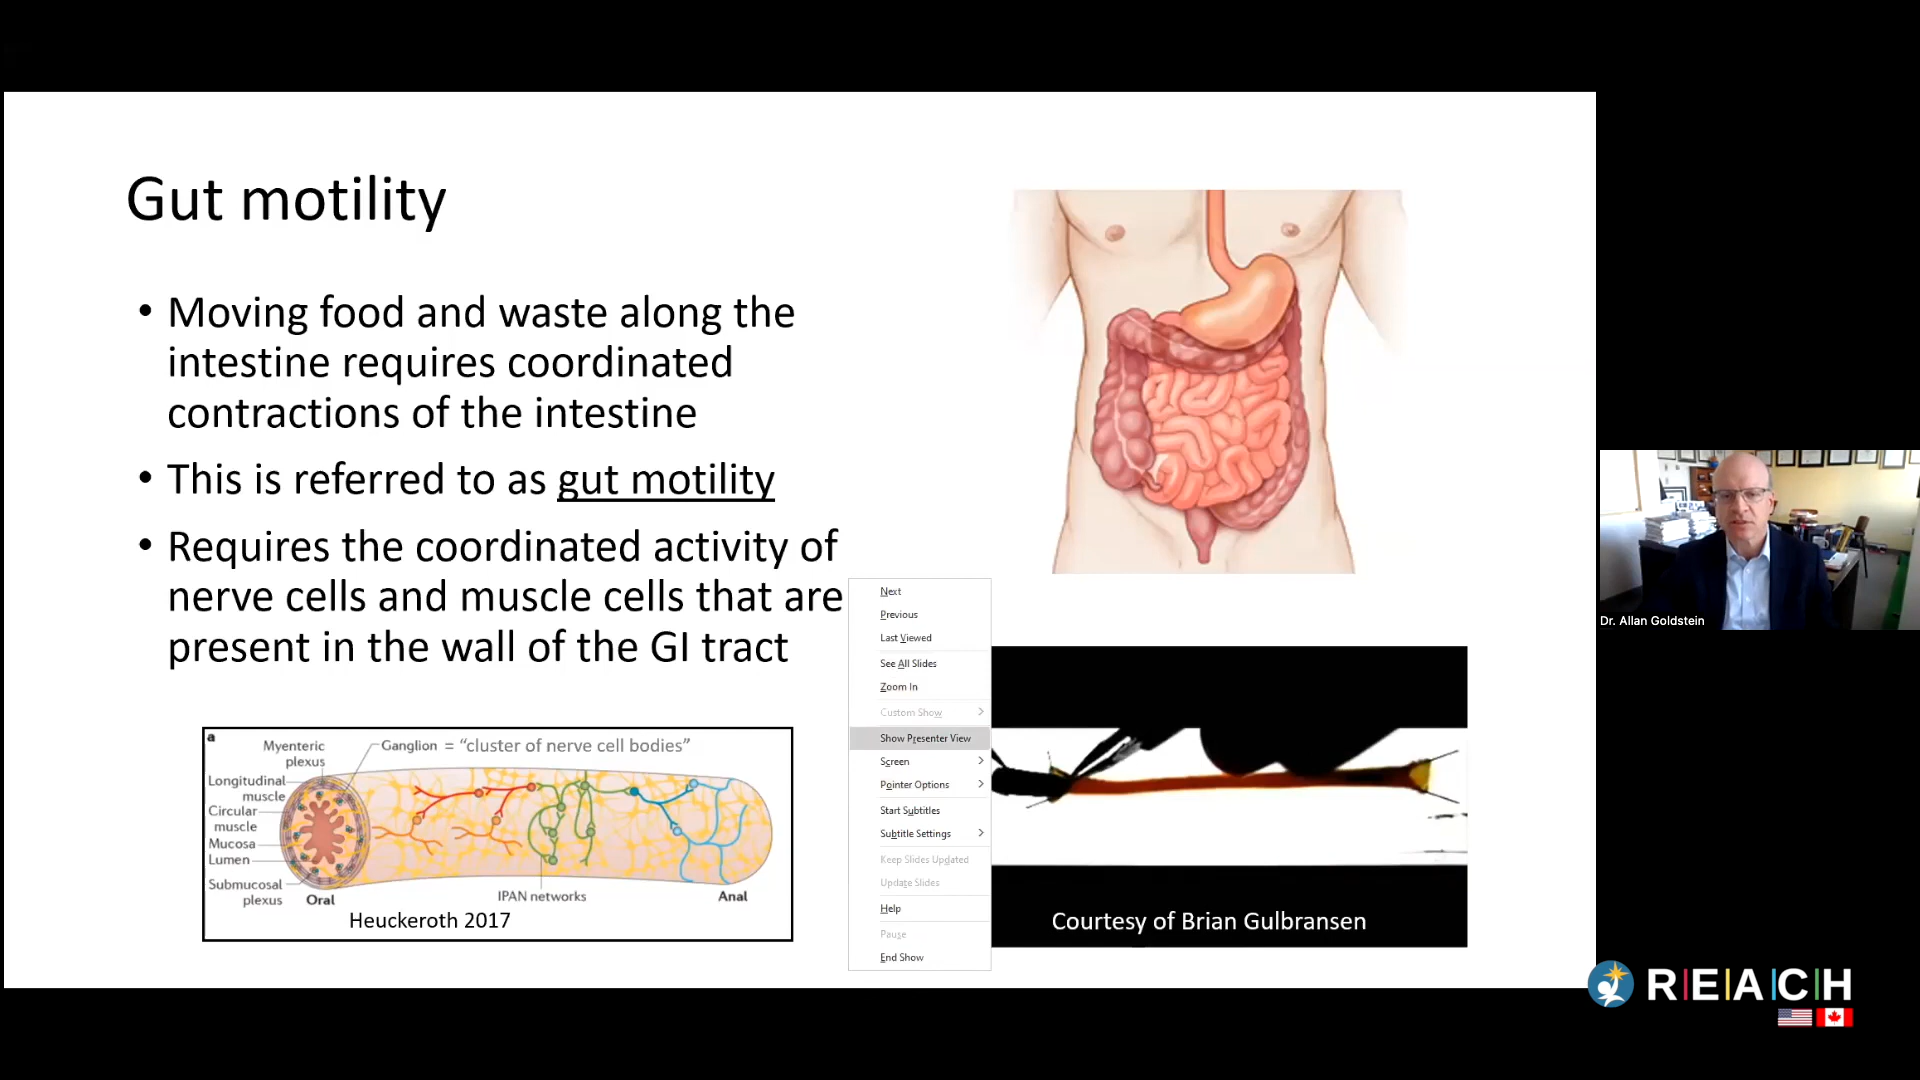 Gut motility
• Moving food and waste along the
intestine requires coordinated
contractions of the intestine
• This is referred to as gut motility
• Requires the coordinated activity of
nerve cells and muscle cells that are
present in the wall of the GI tract
a
Myenteric
plexus
Ganglion = “cluster of nerve cell bodies”
Longitudinal
muscle
Circular
muscle
Mucosa
Lumen
Submucosal
plexus
Oral
IPAN networks
Anal
Heuckeroth 2017
Next
Previous
Last Viewed
See All Slides
Zoom In
Custom Show
Show Presenter View
Screen
Pointer Options
Start Subtitles
Subtitle Settings
Keep Slides Updated
Update Slides
Help
Pause
End Show
Courtesy of Brian Gulbransen
Dr. Allan Goldstein
R|E|A|C|H